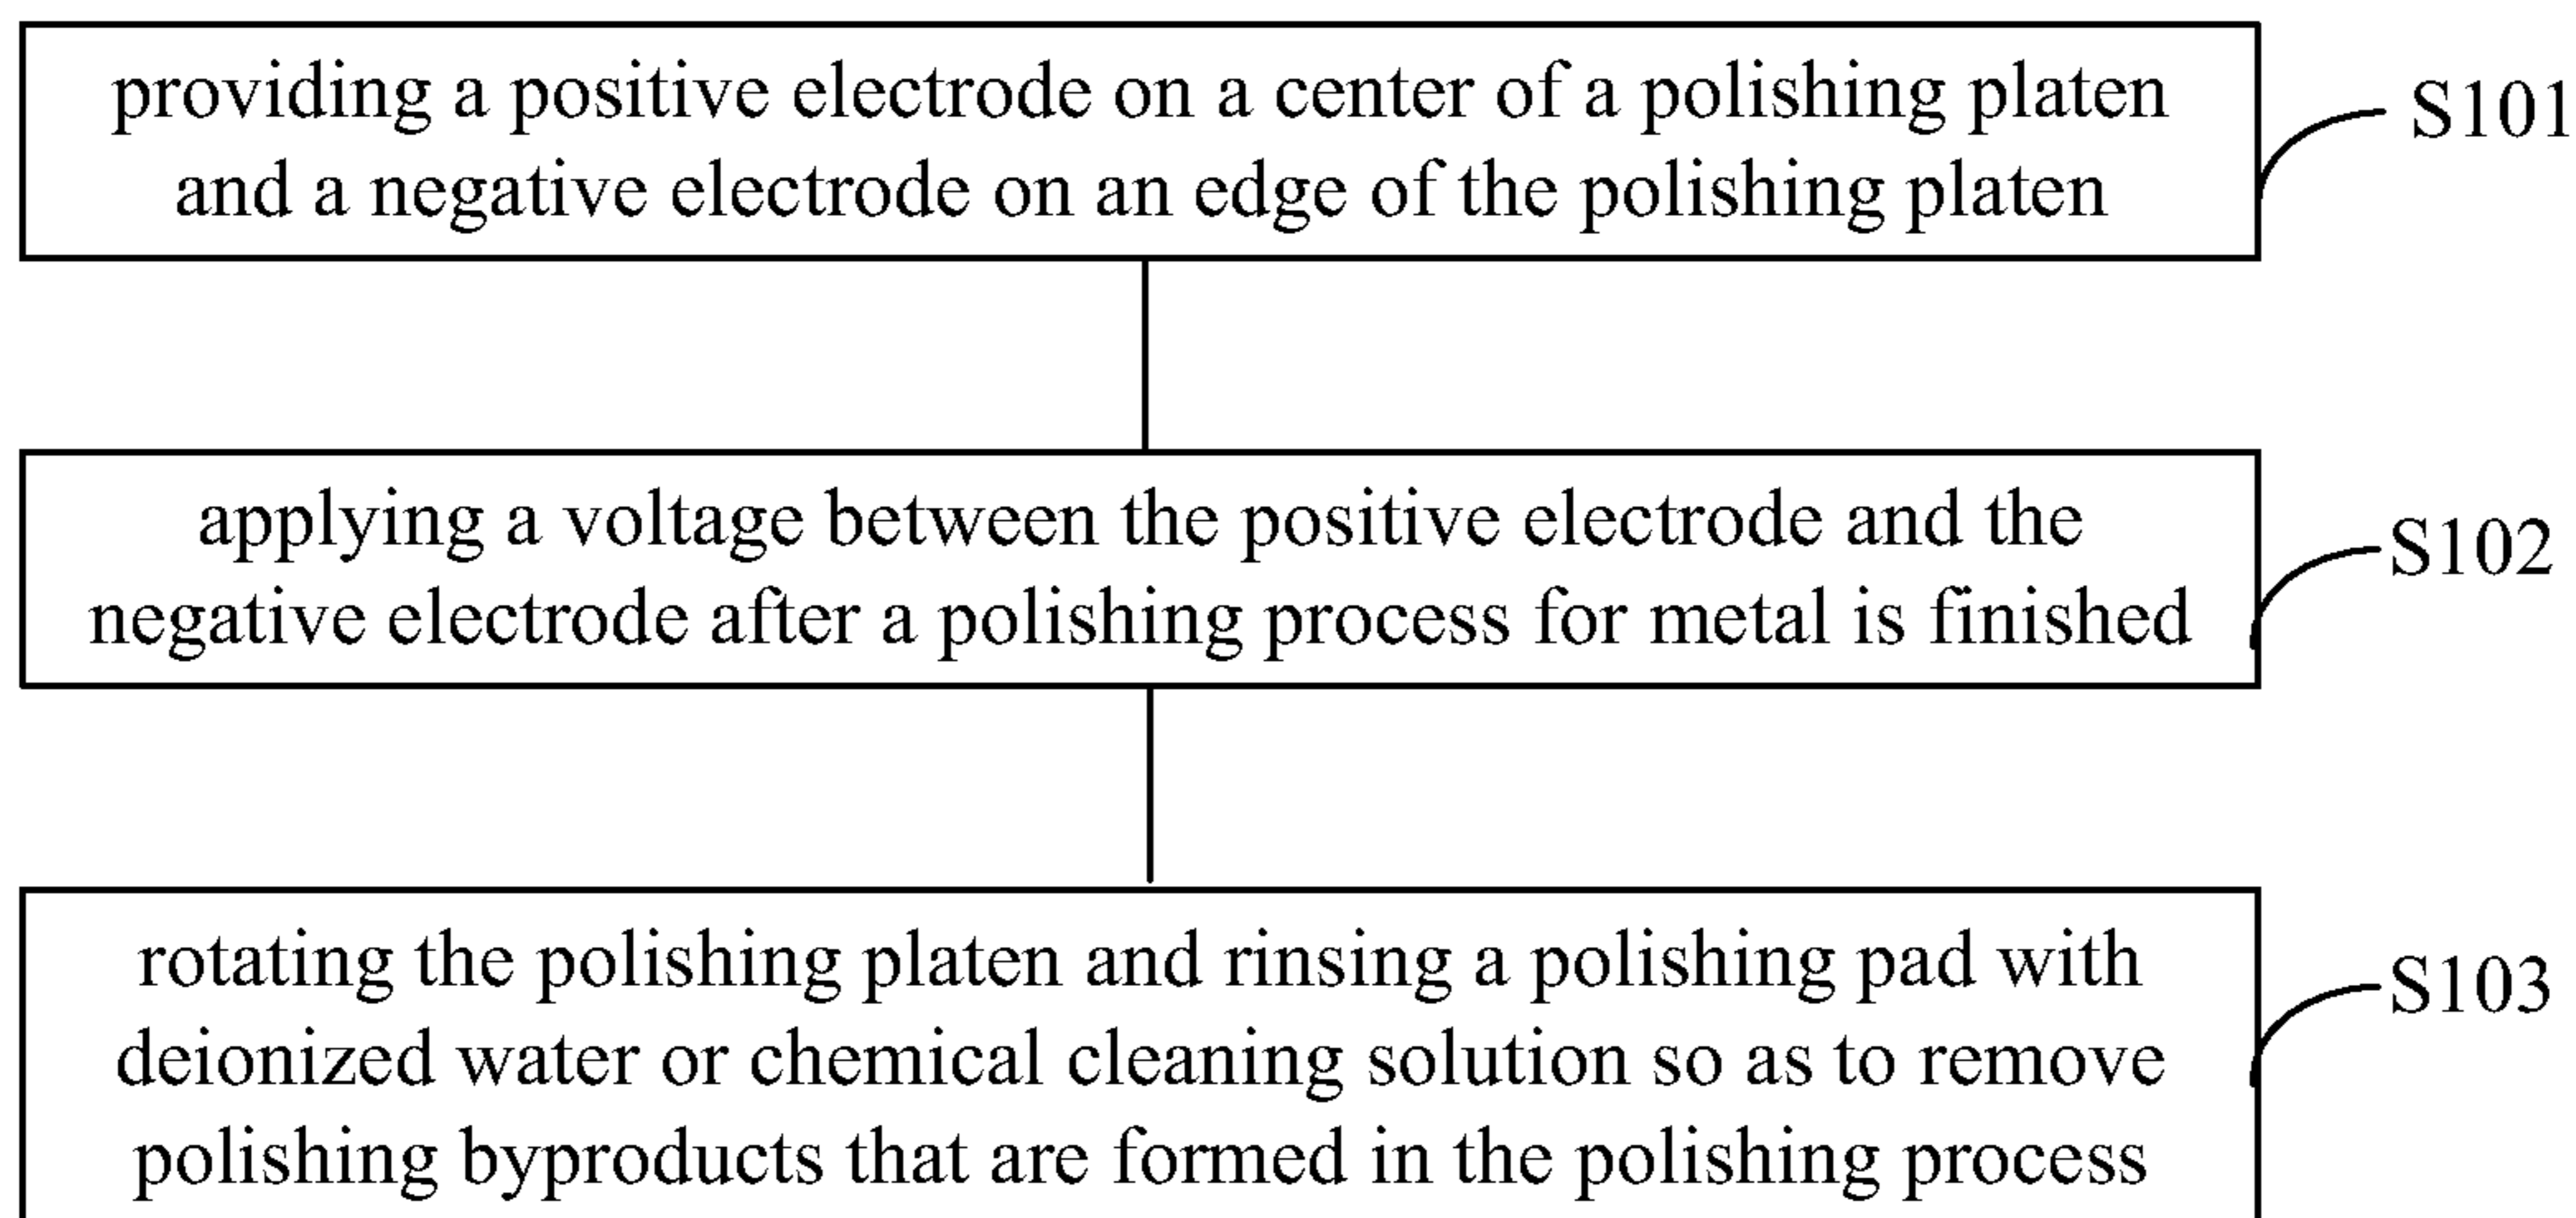 providing a positive electrode on a center of a polishing platen
and a negative electrode on an edge of the polishing platen
S101
applying a voltage between the positive electrode and the
negative electrode after a polishing process for metal is finished
S102
rotating the polishing platen and rinsing a polishing pad with
deionized water or chemical cleaning solution so as to remove
polishing byproducts that are formed in the polishing process
S103